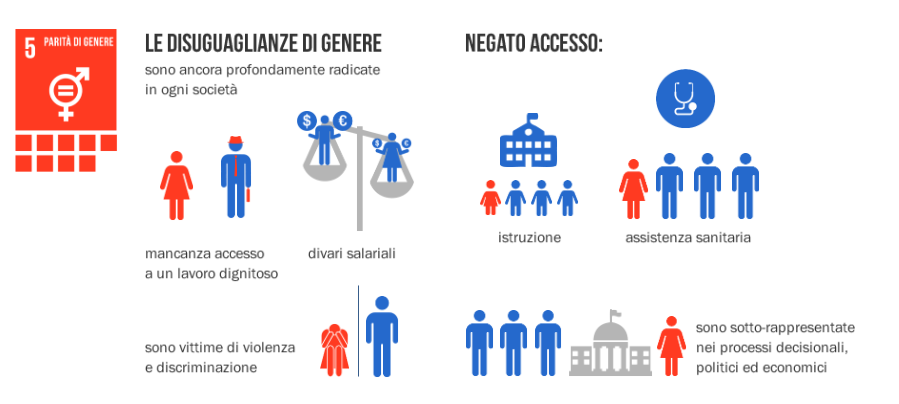 5 PARITÀ DI GENERE
LE DISUGUAGLIANZE DI GENERE
sono ancora profondamente radicate
in ogni società
$ €
$ €
mancanza accesso
a un lavoro dignitoso
divari salariali
sono vittime di violenza
e discriminazione
NEGATO ACCESSO:
istruzione
assistenza sanitaria
sono sotto-rappresentate
nei processi decisionali,
politici ed economici